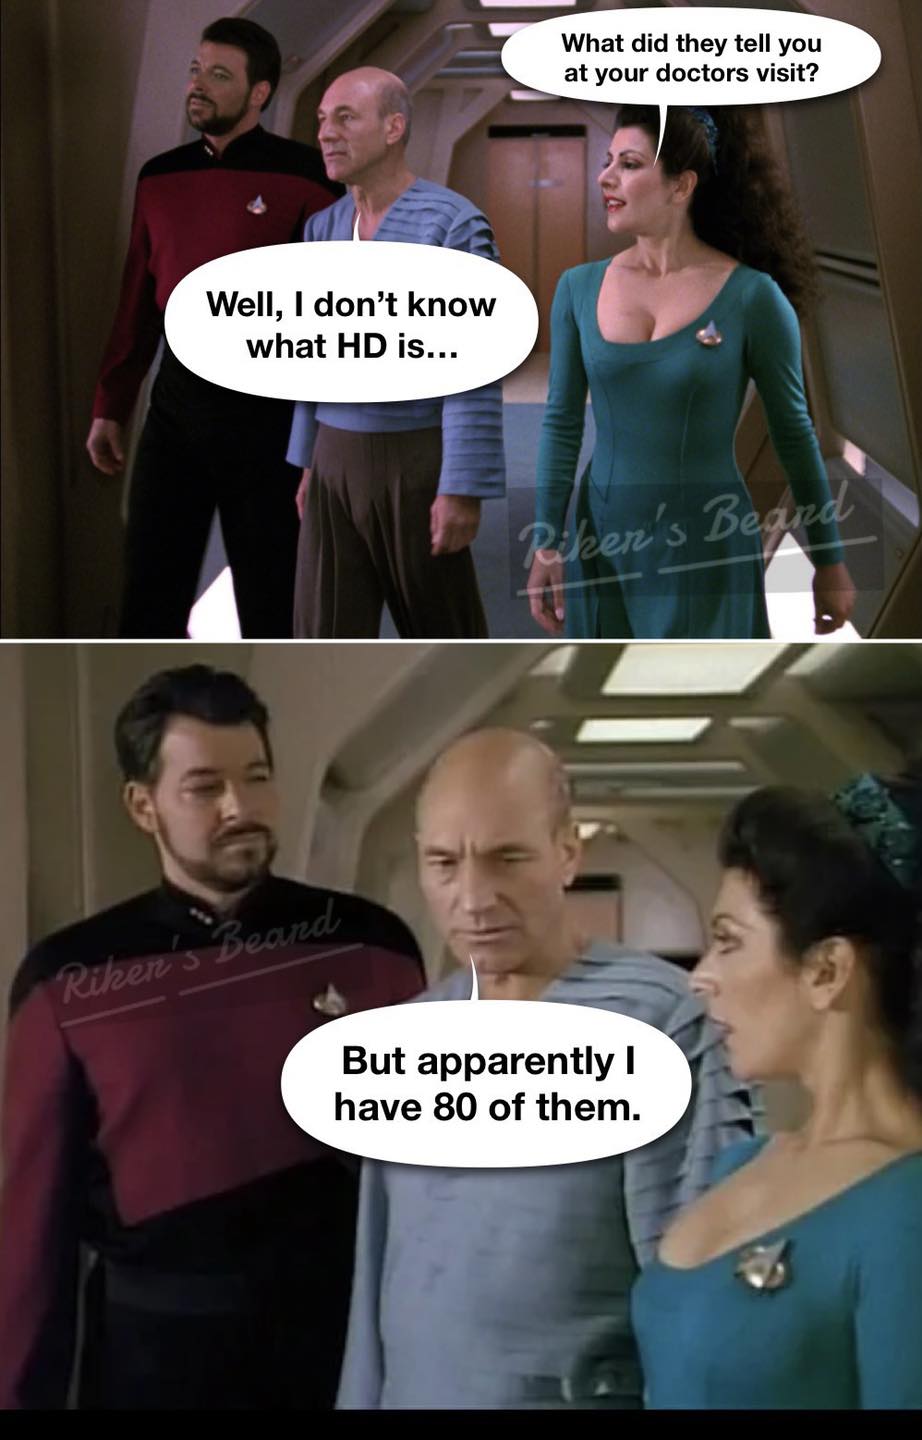 What did they tell you
at your doctors visit?
Well, I don’t know
what HD is...
Riker's Beard
Riker's Beard
But apparently I
have 80 of them.